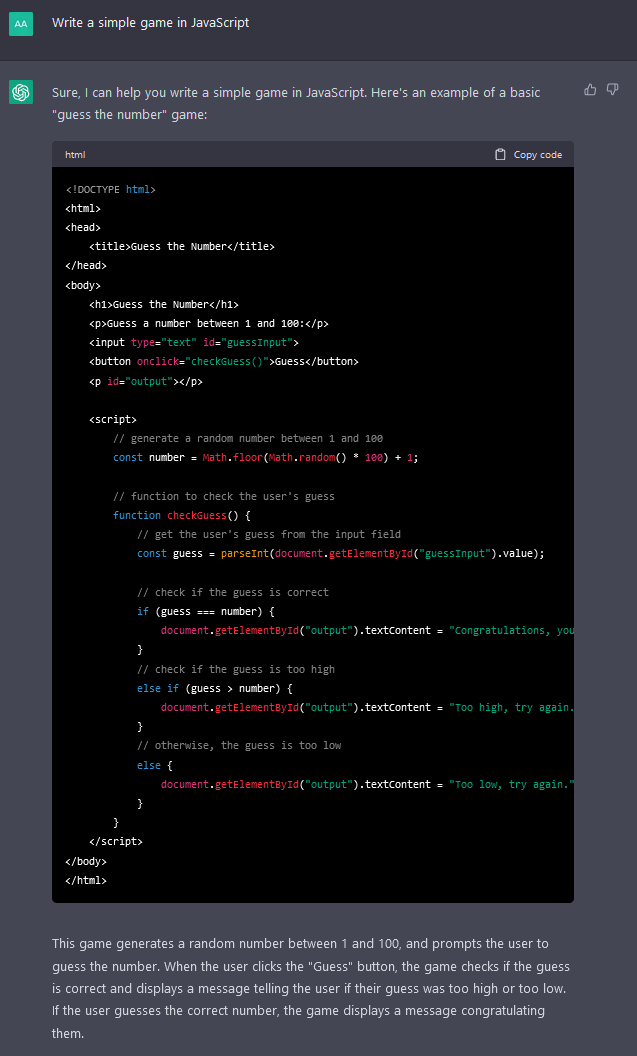 AA
Write a simple game in JavaScript
Sure, I can help you write a simple game in JavaScript. Here's an example of a basic
"guess the number" game:
html
Copy code
<!DOCTYPE html>
<html>
<head>
    <title>Guess the Number</title>
</head>
<body>
    <h1>Guess the Number</h1>
    <p>Guess a number between 1 and 100:</p>
    <input type="text" id="guessInput">
    <button onclick="checkGuess()">Guess</button>
    <p id="output"></p>

    <script>
        // generate a random number between 1 and 100
        const number = Math.floor(Math.random() * 100) + 1;

        // function to check the user's guess
        function checkGuess() {
            // get the user's guess from the input field
            const guess = parseInt(document.getElementById("guessInput").value);

            // check if the guess is correct
            if (guess === number) {
                document.getElementById("output").textContent = "Congratulations, you
            }
            // check if the guess is too high
            else if (guess > number) {
                document.getElementById("output").textContent = "Too high, try again.
            }
            // otherwise, the guess is too low
            else {
                document.getElementById("output").textContent = "Too low, try again."
            }
        }
    </script>
</body>
</html>
This game generates a random number between 1 and 100, and prompts the user to
guess the number. When the user clicks the "Guess" button, the game checks if the guess
is correct and displays a message telling the user if their guess was too high or too low.
If the user guesses the correct number, the game displays a message congratulating
them.